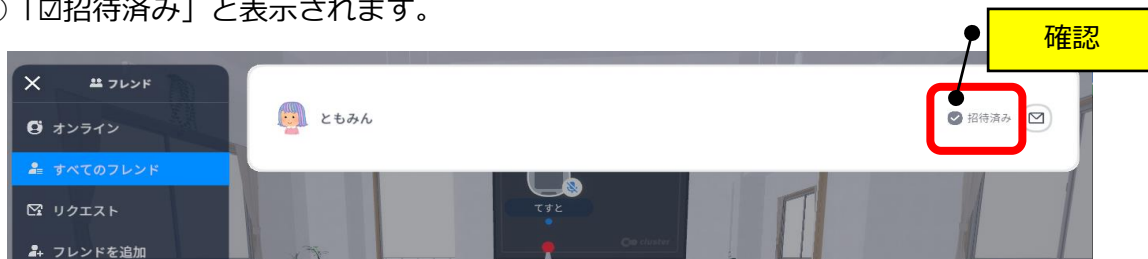 「☑招待済み」と表示されます。
確認
フレンド
オンライン
すべてのフレンド
リクエスト
フレンドを追加
ともみん
招待済み
てすと
cluster